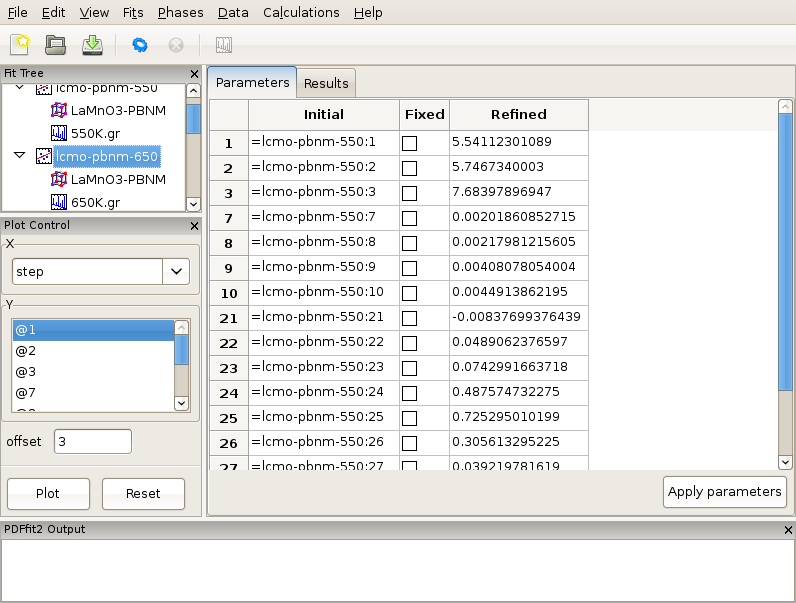 File Edit View Fits Phases Data Calculations Help
Fit Tree
lcmo-pbnm-550
LaMnO3-PBNM
550K.gr
lcmo-pbnm-650
LaMnO3-PBNM
650K.gr
Plot Control
X
step
Y
@1
@2
@3
@7
offset 3
Plot Reset
Parameters Results
Initial Fixed Refined
1 =lcmo-pbnm-550:1 5.54112301089
2 =lcmo-pbnm-550:2 5.7467340003
3 =lcmo-pbnm-550:3 7.68397896947
7 =lcmo-pbnm-550:7 0.00201860852715
8 =lcmo-pbnm-550:8 0.00217981215605
9 =lcmo-pbnm-550:9 0.00408078054004
10 =lcmo-pbnm-550:10 0.0044913862195
21 =lcmo-pbnm-550:21 -0.00837699376439
22 =lcmo-pbnm-550:22 0.0489062376597
23 =lcmo-pbnm-550:23 0.0742991663718
24 =lcmo-pbnm-550:24 0.487574732275
25 =lcmo-pbnm-550:25 0.725295010199
26 =lcmo-pbnm-550:26 0.305613295225
27 =lcmo-pbnm-550:27 0.039219781619
Apply parameters
PDFfit2 Output